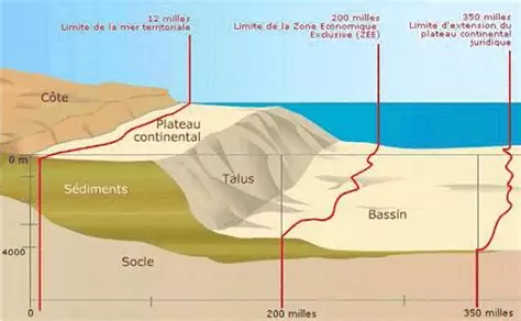 12 milles
Limite de la mer territoriale
200 milles
Limite de la Zone Economique
Exclusive (ZEE)
350 milles
Limite d'extension du
plateau continental
juridique
Côte
Plateau
continental
0 m
Sédiments
Talus
Bassin
4000
Socle
0
200 milles
350 milles